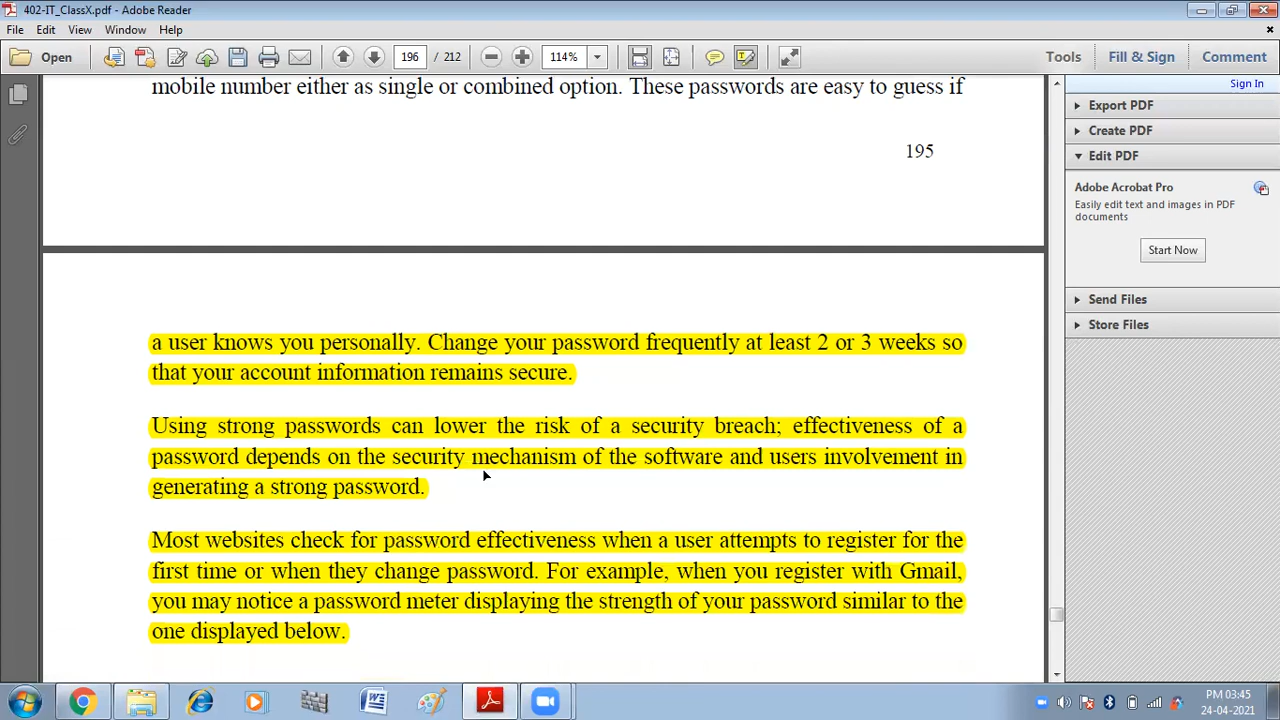 402-IT_ClassX.pdf - Adobe Reader
File Edit View Window Help
Open 196 / 212 114% Tools Fill & Sign Comment
Sign In
mobile number either as single or combined option. These passwords are easy to guess if
195
a user knows you personally. Change your password frequently at least 2 or 3 weeks so
that your account information remains secure.
Using strong passwords can lower the risk of a security breach; effectiveness of a
password depends on the security mechanism of the software and users involvement in
generating a strong password.
Most websites check for password effectiveness when a user attempts to register for the
first time or when they change password. For example, when you register with Gmail,
you may notice a password meter displaying the strength of your password similar to the
one displayed below.
Export PDF
Create PDF
Edit PDF
Adobe Acrobat Pro
Easily edit text and images in PDF
documents
Start Now
Send Files
Store Files
PM 03:45
24-04-2021